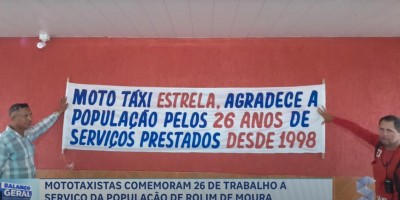 MOTO TÁXI ESTRELA, AGRADECE A
POPULAÇÃO PELOS 26 ANOS DE
SERVIÇOS PRESTADOS DESDE 1998
BALANÇO
GERAL
MOTOTAXISTAS COMEMORAM 26 DE TRABALHO A
SERVIÇO DA POPULAÇÃO DE ROLIM DE MOURA